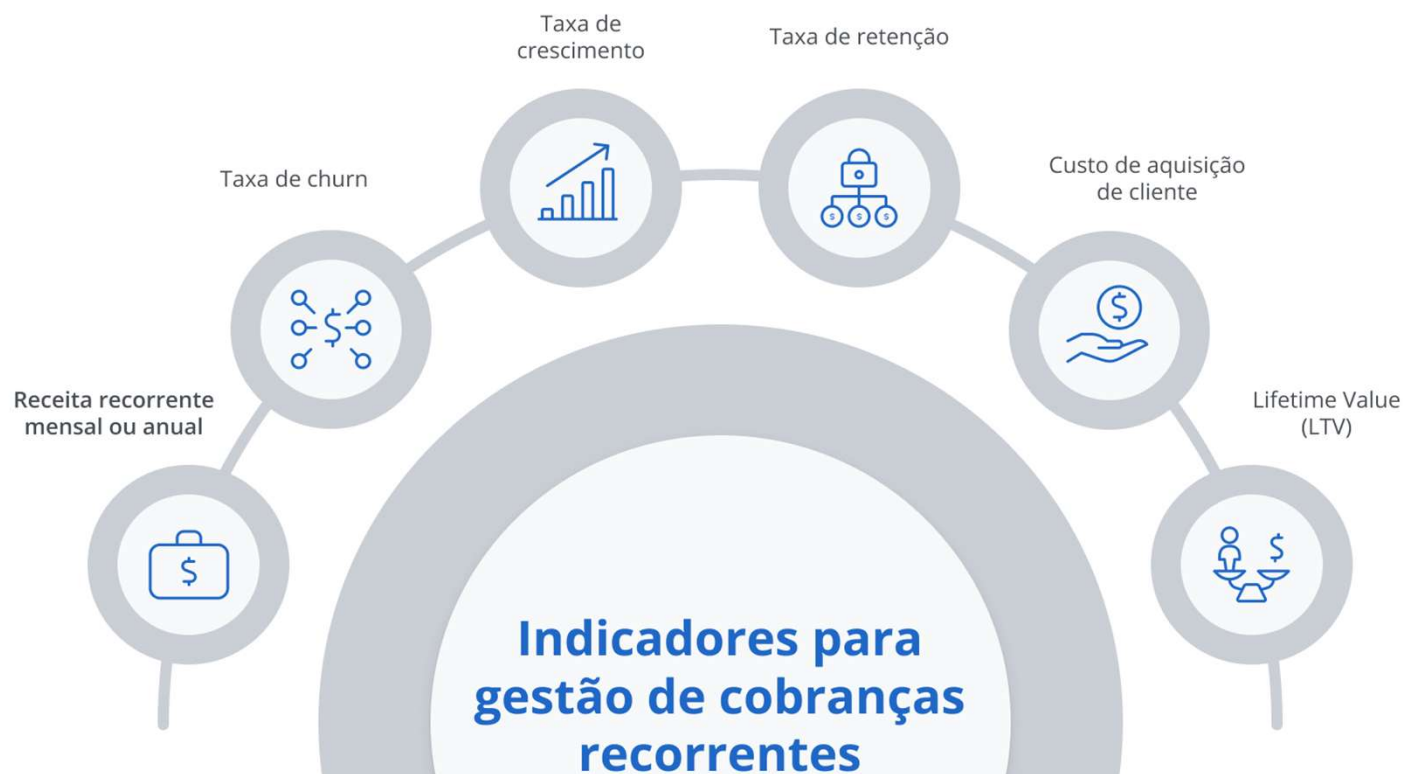 Taxa de
crescimento
Taxa de retenção
Taxa de churn
Custo de aquisição
de cliente
Receita recorrente
mensal ou anual
Lifetime Value
(LTV)
$
$
$
$
$
$
$
Indicadores para
gestão de cobranças
recorrentes